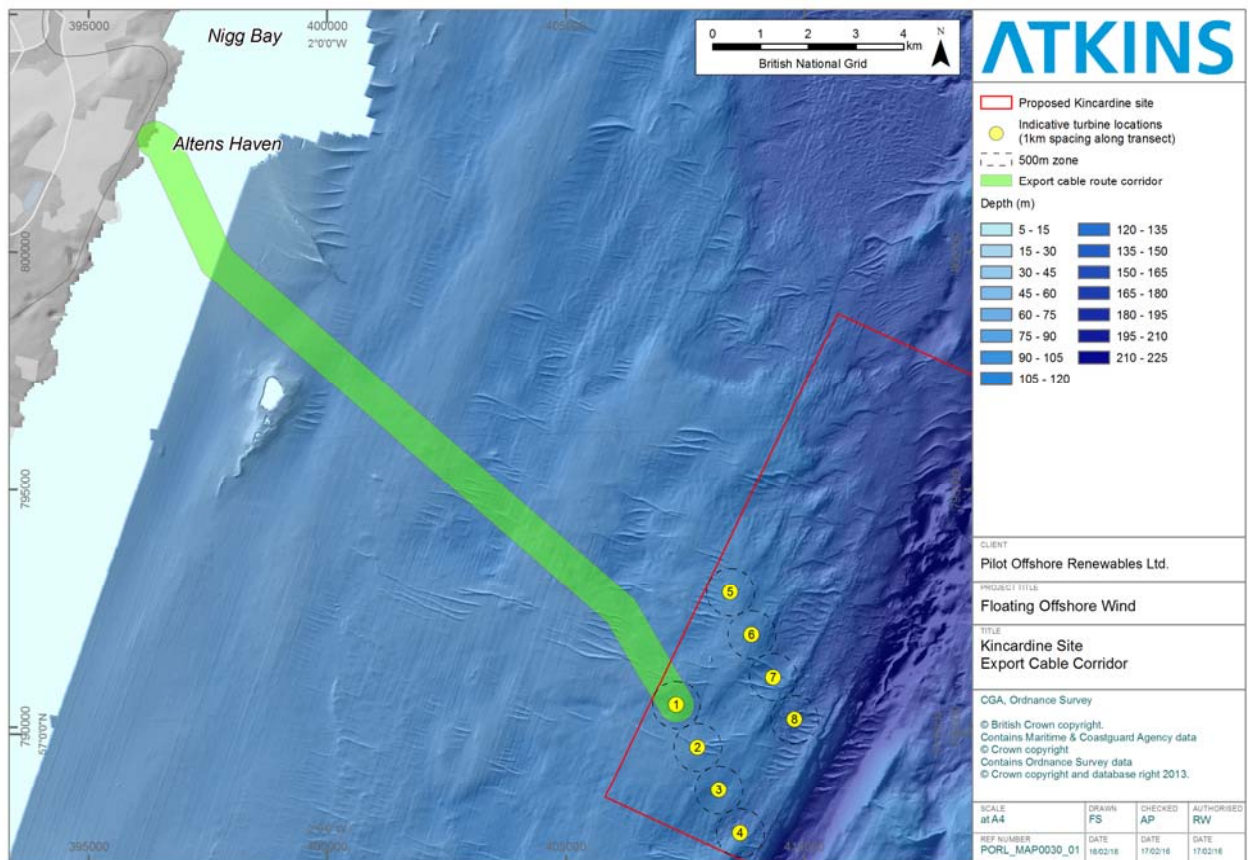 395000
400000
405000
Nigg Bay
2°0'0"W
0 1 2 3 4
km
British National Grid
N
Altens Haven
800000
795000
790000
57°0'0"N
5
6
7
1
8
2
3
4
395000
405000
ATKINS
Proposed Kincardine site
Indicative turbine locations
(1km spacing along transect)
500m zone
Export cable route corridor
Depth (m)
5 - 15
15 - 30
30 - 45
45 - 60
60 - 75
75 - 90
90 - 105
105 - 120
120 - 135
135 - 150
150 - 165
165 - 180
180 - 195
195 - 210
210 - 225
CLIENT
Pilot Offshore Renewables Ltd.
PROJECT TITLE
Floating Offshore Wind
TITLE
Kincardine Site
Export Cable Corridor
CGA, Ordnance Survey
© British Crown copyright.
Contains Maritime & Coastguard Agency data
© Crown copyright
Contains Ordnance Survey data
© Crown copyright and database right 2013.
SCALE
at A4
DRAWN
FS
CHECKED
AP
AUTHORISED
RW
REF NUMBER
PORL_MAP0030_01
DATE
16/02/16
DATE
17/02/16
DATE
17/02/16